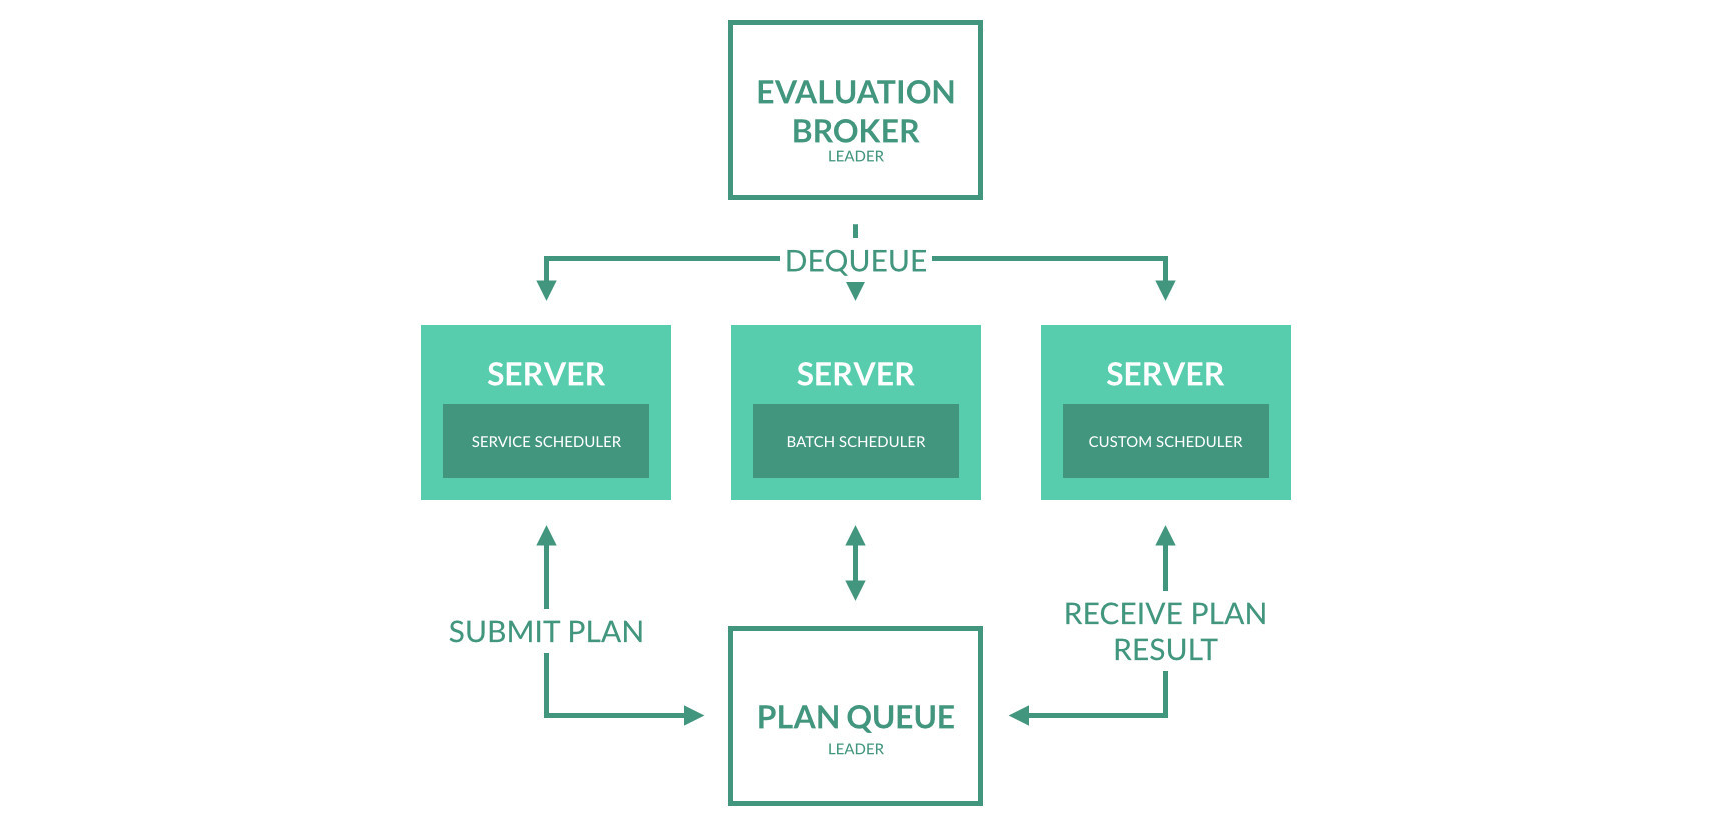 EVALUATION
BROKER
LEADER
DEQUEUE
SERVER
SERVICE SCHEDULER
SERVER
BATCH SCHEDULER
SERVER
CUSTOM SCHEDULER
SUBMIT PLAN
RECEIVE PLAN
RESULT
PLAN QUEUE
LEADER